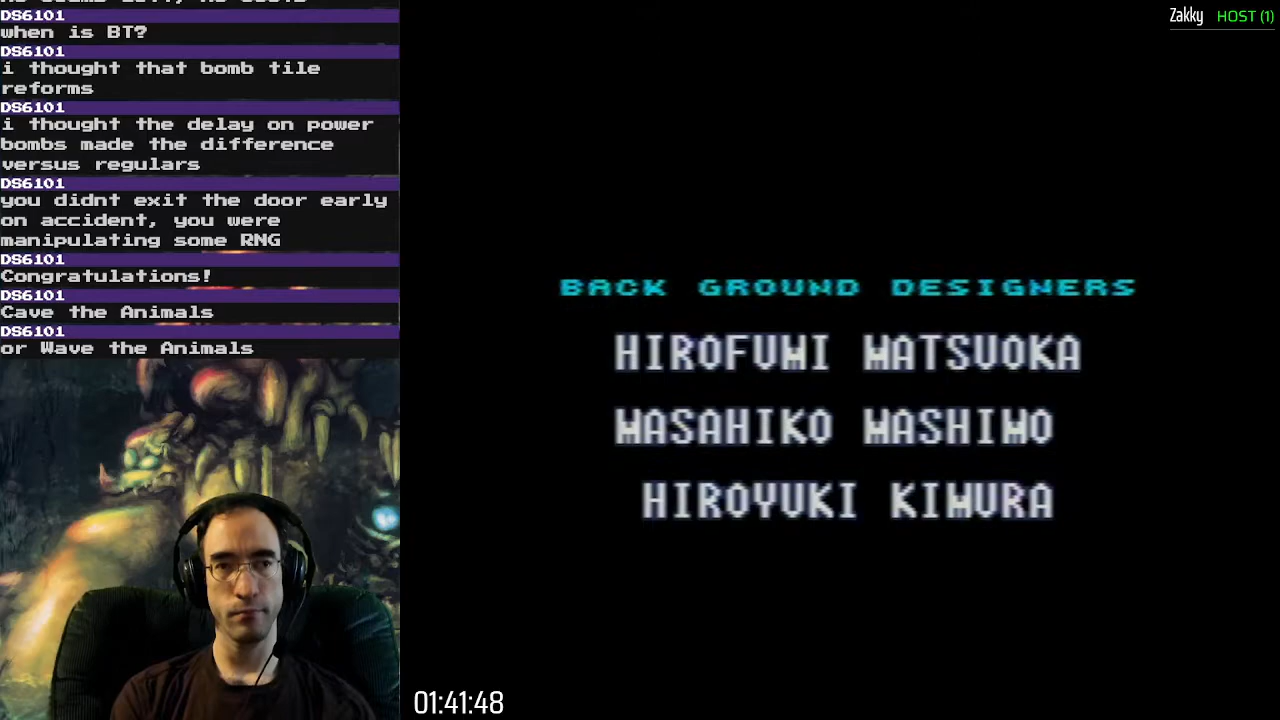 DS6101
when is BT?
DS6101
i thought that bomb tile
reforms
DS6101
i thought the delay on power
bombs made the difference
versus regulars
DS6101
you didnt exit the door early
on accident, you were
manipulating some RNG
DS6101
Congratulations!
DS6101
Cave the Animals
DS6101
or Wave the Animals
Zakky HOST (1)
BACK GROUND DESIGNERS
HIROFUMI MATSUOKA
MASAHIKO MASHIMO
HIROYUKI KIMURA
01:41:48